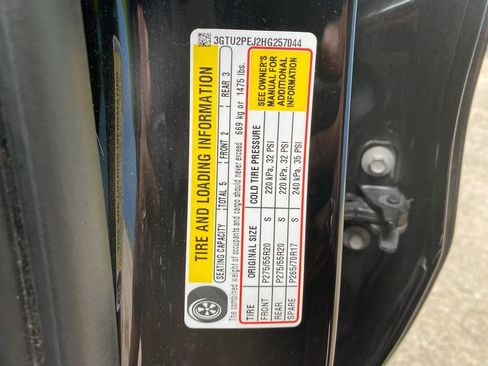 3GTU2PEJ2HG257044
TIRE AND LOADING INFORMATION
SEATING CAPACITY TOTAL 5 FRONT 2 REAR 3
The combined weight of occupants and cargo should never exceed 669 kg or 1475 lbs.
TIRE ORIGINAL SIZE COLD TIRE PRESSURE
FRONT P275/55R20 S 220 kPa, 32 PSI
REAR P275/55R20 S 220 kPa, 32 PSI
SPARE P265/70R17 S 240 kPa, 35 PSI
SEE OWNER'S
MANUAL FOR
ADDITIONAL
INFORMATION